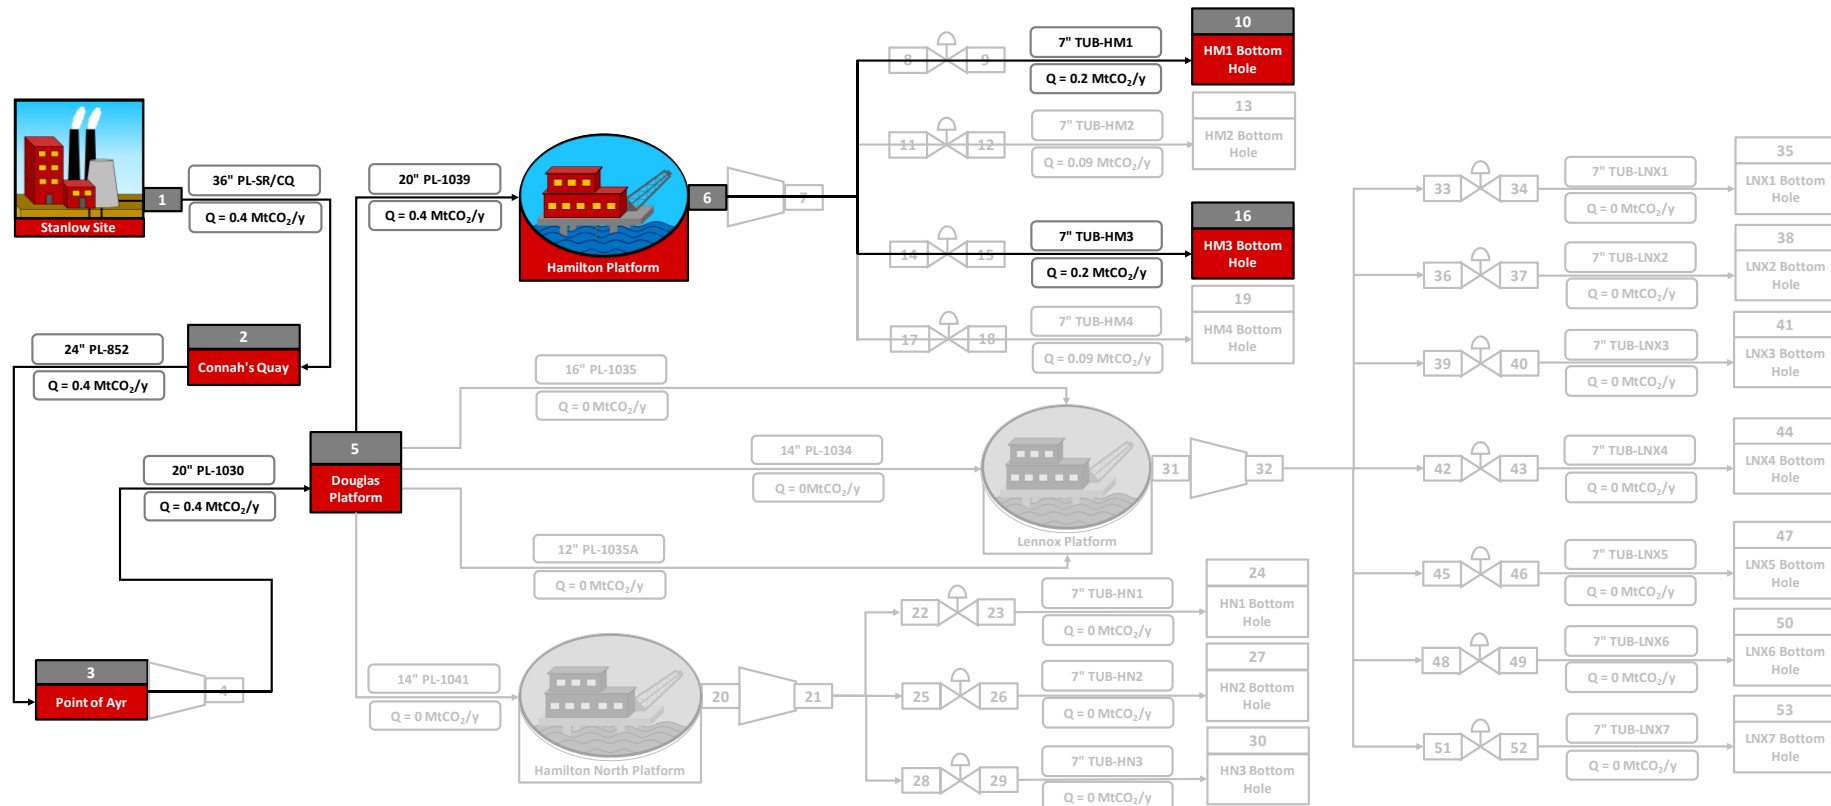 1
Stanlow Site
36" PL-SR/CQ
Q = 0.4 MtCO₂/y
2
Connah's Quay
24" PL-852
Q = 0.4 MtCO₂/y
3
Point of Ayr
4
20" PL-1030
Q = 0.4 MtCO₂/y
5
Douglas
Platform
20" PL-1039
Q = 0.4 MtCO₂/y
Hamilton Platform
6
7
8
9
7" TUB-HM1
Q = 0.2 MtCO₂/y
10
HM1 Bottom
Hole
11
12
7" TUB-HM2
Q = 0.09 MtCO₂/y
13
HM2 Bottom
Hole
14
15
7" TUB-HM3
Q = 0.2 MtCO₂/y
16
HM3 Bottom
Hole
17
18
7" TUB-HM4
Q = 0.09 MtCO₂/y
19
HM4 Bottom
Hole
16" PL-1035
Q = 0 MtCO₂/y
14" PL-1034
Q = 0MtCO₂/y
12" PL-1035A
Q = 0 MtCO₂/y
Lennox Platform
31
32
14" PL-1041
Q = 0 MtCO₂/y
Hamilton North Platform
20
21
22
23
7" TUB-HN1
Q = 0 MtCO₂/y
24
HN1 Bottom
Hole
25
26
7" TUB-HN2
Q = 0 MtCO₂/y
27
HN2 Bottom
Hole
28
29
7" TUB-HN3
Q = 0 MtCO₂/y
30
HN3 Bottom
Hole
33
34
7" TUB-LNX1
Q = 0 MtCO₂/y
35
LNX1 Bottom
Hole
36
37
7" TUB-LNX2
Q = 0 MtCO₂/y
38
LNX2 Bottom
Hole
39
40
7" TUB-LNX3
Q = 0 MtCO₂/y
41
LNX3 Bottom
Hole
42
43
7" TUB-LNX4
Q = 0 MtCO₂/y
44
LNX4 Bottom
Hole
45
46
7" TUB-LNX5
Q = 0 MtCO₂/y
47
LNX5 Bottom
Hole
48
49
7" TUB-LNX6
Q = 0 MtCO₂/y
50
LNX6 Bottom
Hole
51
52
7" TUB-LNX7
Q = 0 MtCO₂/y
53
LNX7 Bottom
Hole